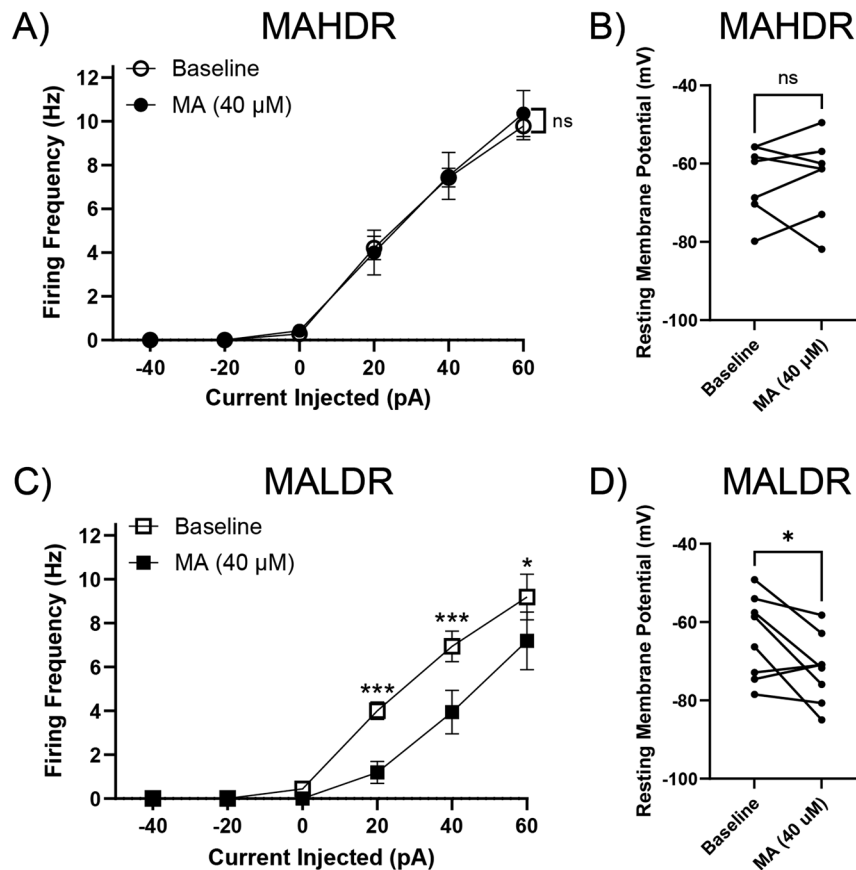 A) MAHDR
Baseline
MA (40 µM)
Firing Frequency (Hz)
12
10
8
6
4
2
0
ns
-40 -20 0 20 40 60
Current Injected (pA)
B) MAHDR
Resting Membrane Potential (mV)
-40
-60
-80
-100
ns
Baseline
MA (40 µM)
C) MALDR
Baseline
MA (40 µM)
Firing Frequency (Hz)
12
10
8
6
4
2
0
***
***
*
-40 -20 0 20 40 60
Current Injected (pA)
D) MALDR
Resting Membrane Potential (mV)
-40
-60
-80
-100
*
Baseline
MA (40 uM)